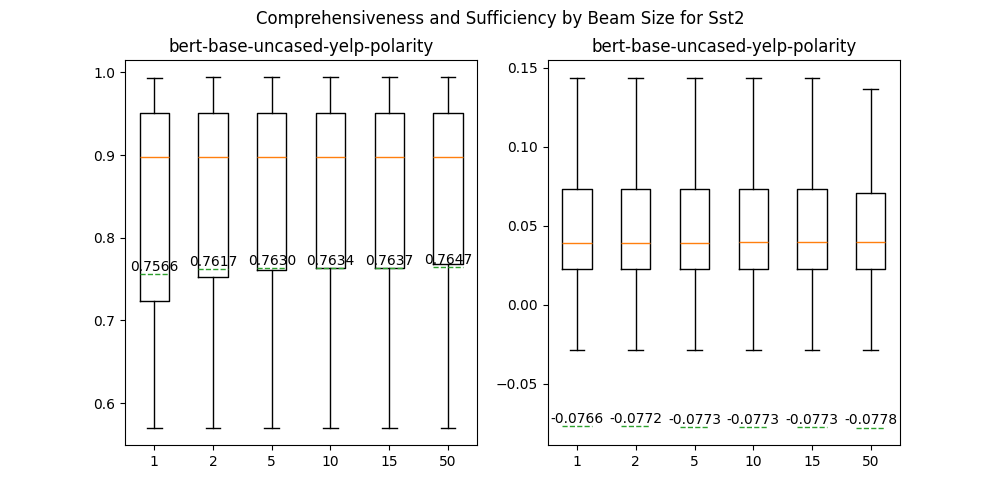 Comprehensiveness and Sufficiency by Beam Size for Sst2
bert-base-uncased-yelp-polarity
1.0
0.9
0.8
0.7
0.6
0.7566 0.7617 0.7630 0.7634 0.7637 0.7647
1 2 5 10 15 50
bert-base-uncased-yelp-polarity
0.15
0.10
0.05
0.00
−0.05
-0.0766 -0.0772 -0.0773 -0.0773 -0.0773 -0.0778
1 2 5 10 15 50